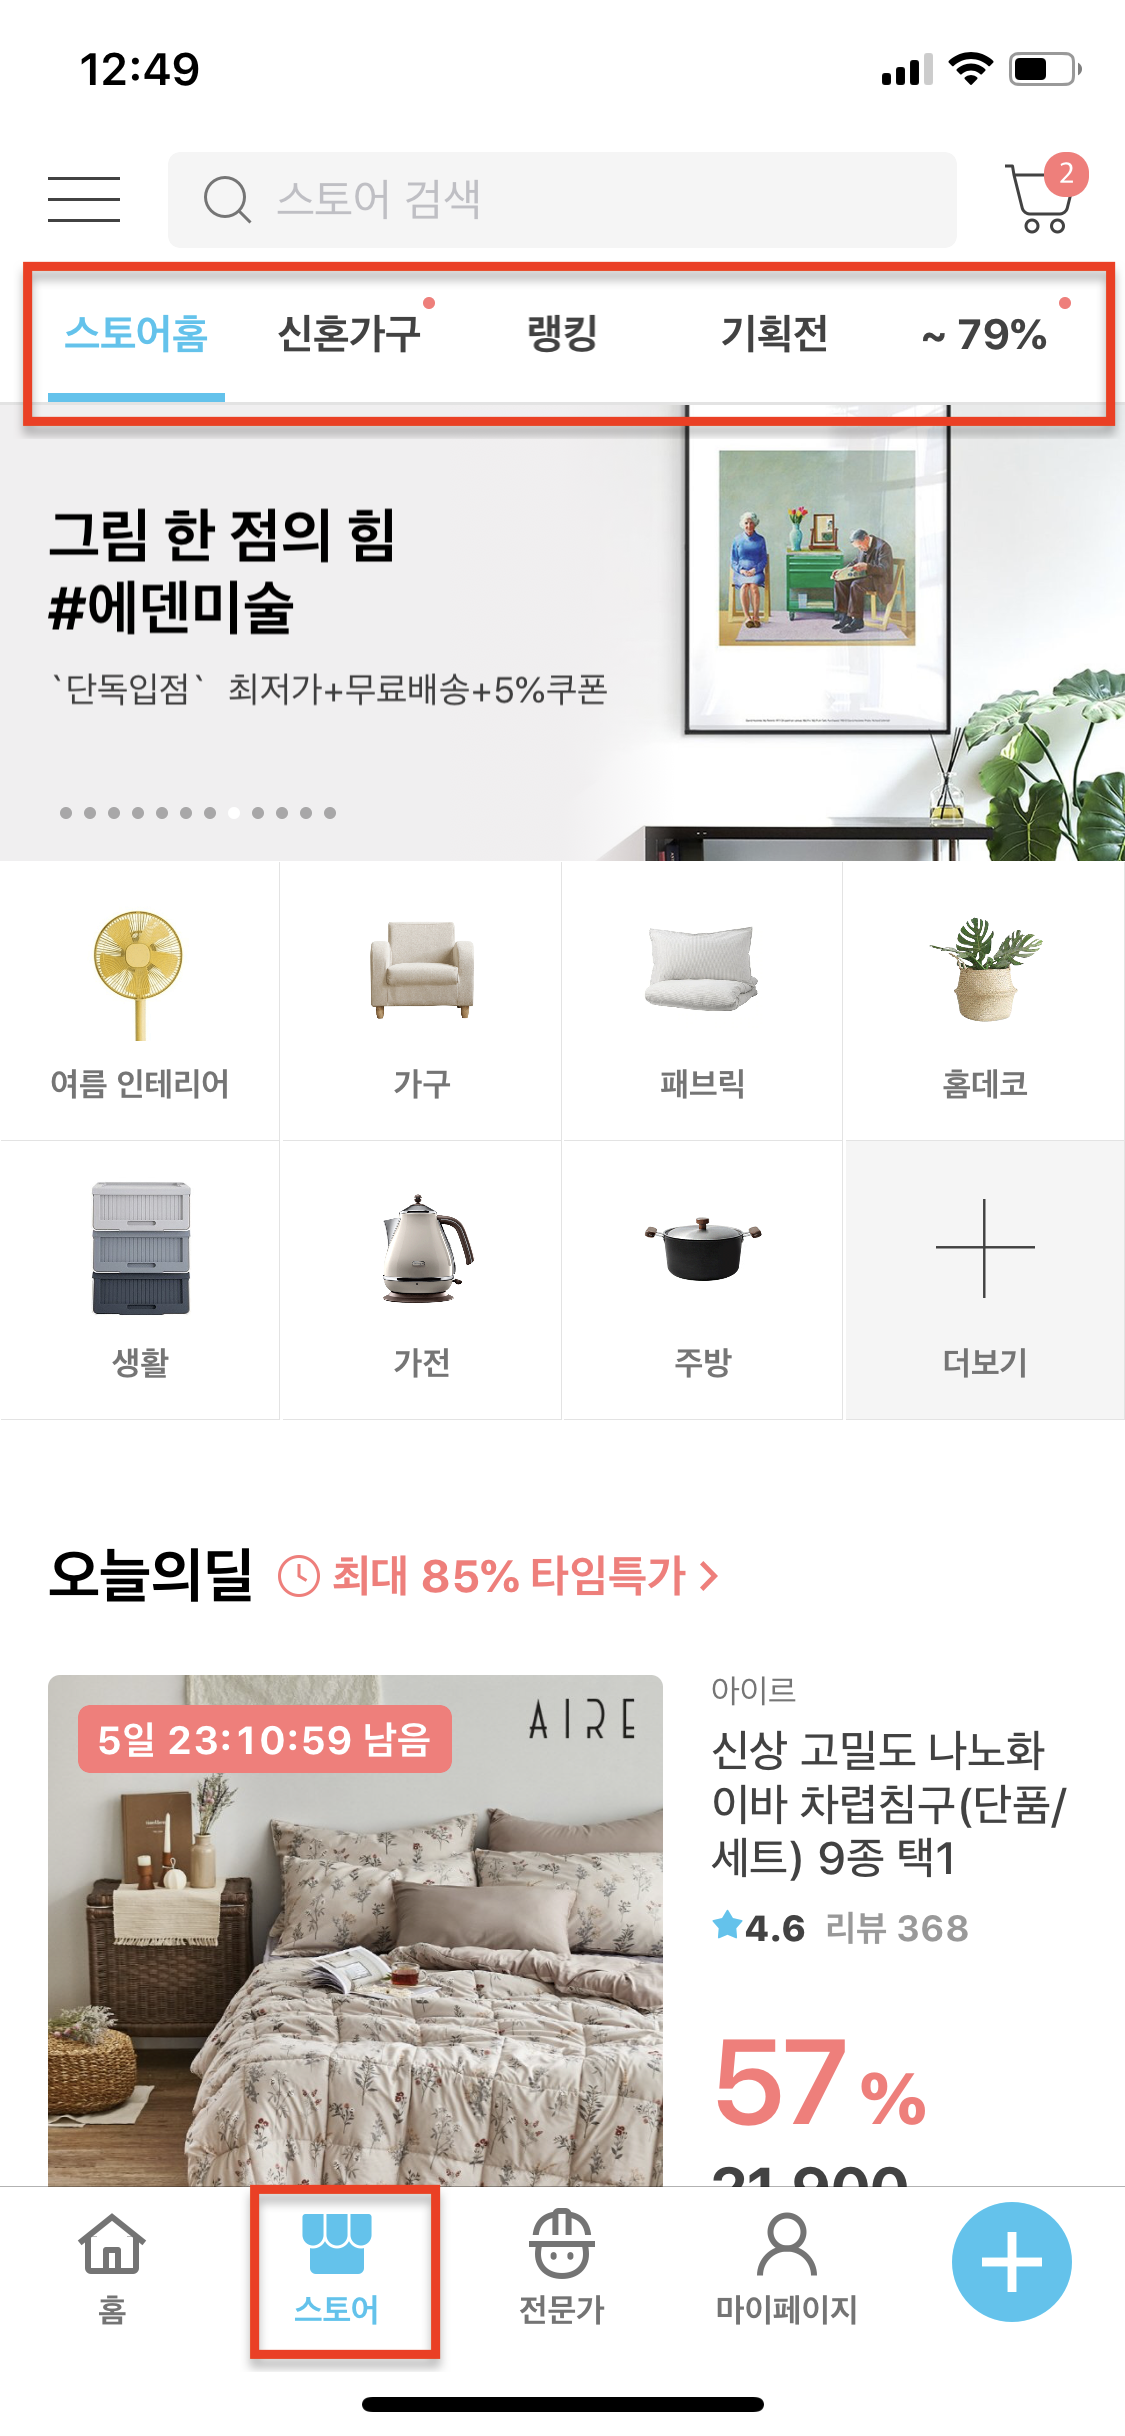 12:49
스토어 검색
2
스토어홈 신혼가구 랭킹 기획전 ~ 79%
그림 한 점의 힘
#에덴미술
`단독입점` 최저가+무료배송+5%쿠폰
여름 인테리어 가구 패브릭 홈데코
생활 가전 주방 더보기
오늘의딜 최대 85% 타임특가 >
5일 23:10:59 남음
AIRE
아이르
신상 고밀도 나노화
이바 차렵침구(단품/
세트) 9종 택1
4.6 리뷰 368
57 %
21,900
홈 스토어 전문가 마이페이지